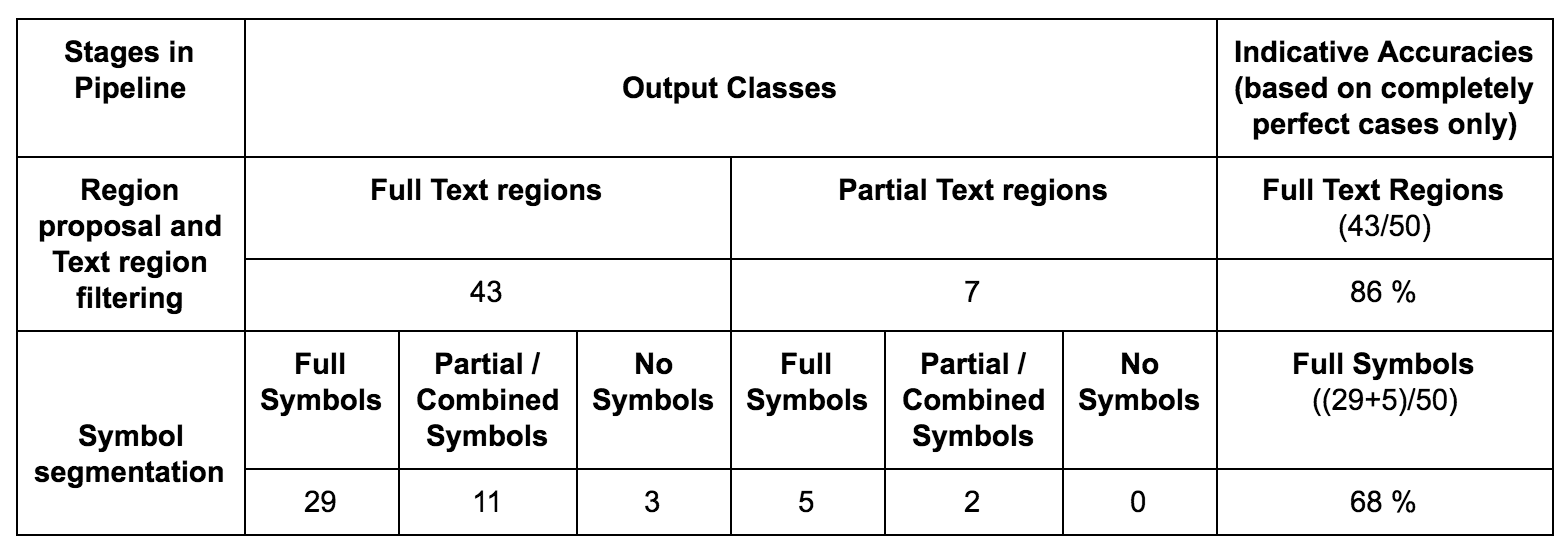 Stages in
Pipeline
Output Classes
Indicative Accuracies
(based on completely
perfect cases only)
Region
proposal and
Text region
filtering
Full Text regions
Partial Text regions
Full Text Regions
(43/50)
43
7
86 %
Symbol
segmentation
Full
Symbols
Partial /
Combined
Symbols
No
Symbols
Full
Symbols
Partial /
Combined
Symbols
No
Symbols
Full Symbols
((29+5)/50)
29
11
3
5
2
0
68 %